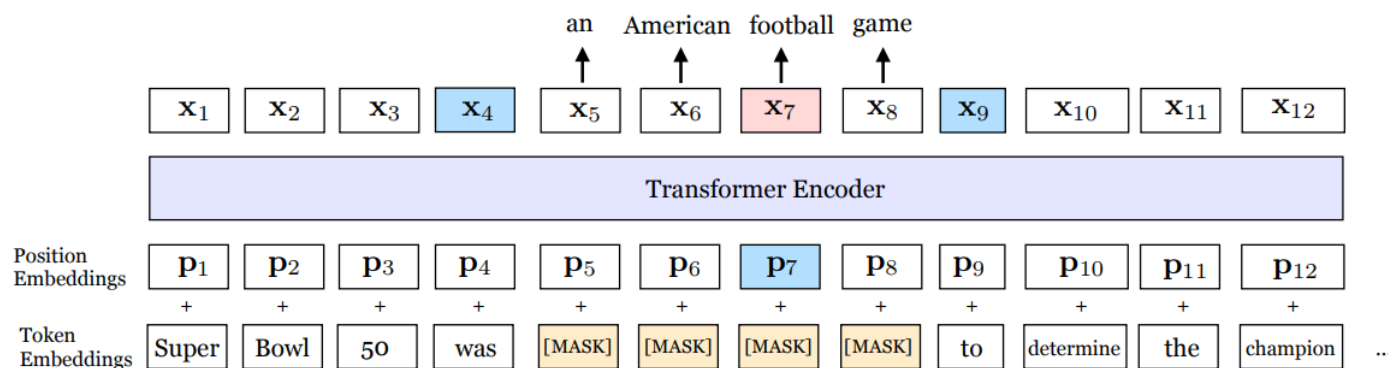 an American football game
x1 x2 x3 x4 x5 x6 x7 x8 x9 x10 x11 x12
Transformer Encoder
Position
Embeddings
p1 p2 p3 p4 p5 p6 p7 p8 p9 p10 p11 p12
+ + + + + + + + + + + +
Token
Embeddings
Super Bowl 50 was [MASK] [MASK] [MASK] [MASK] to determine the champion ...